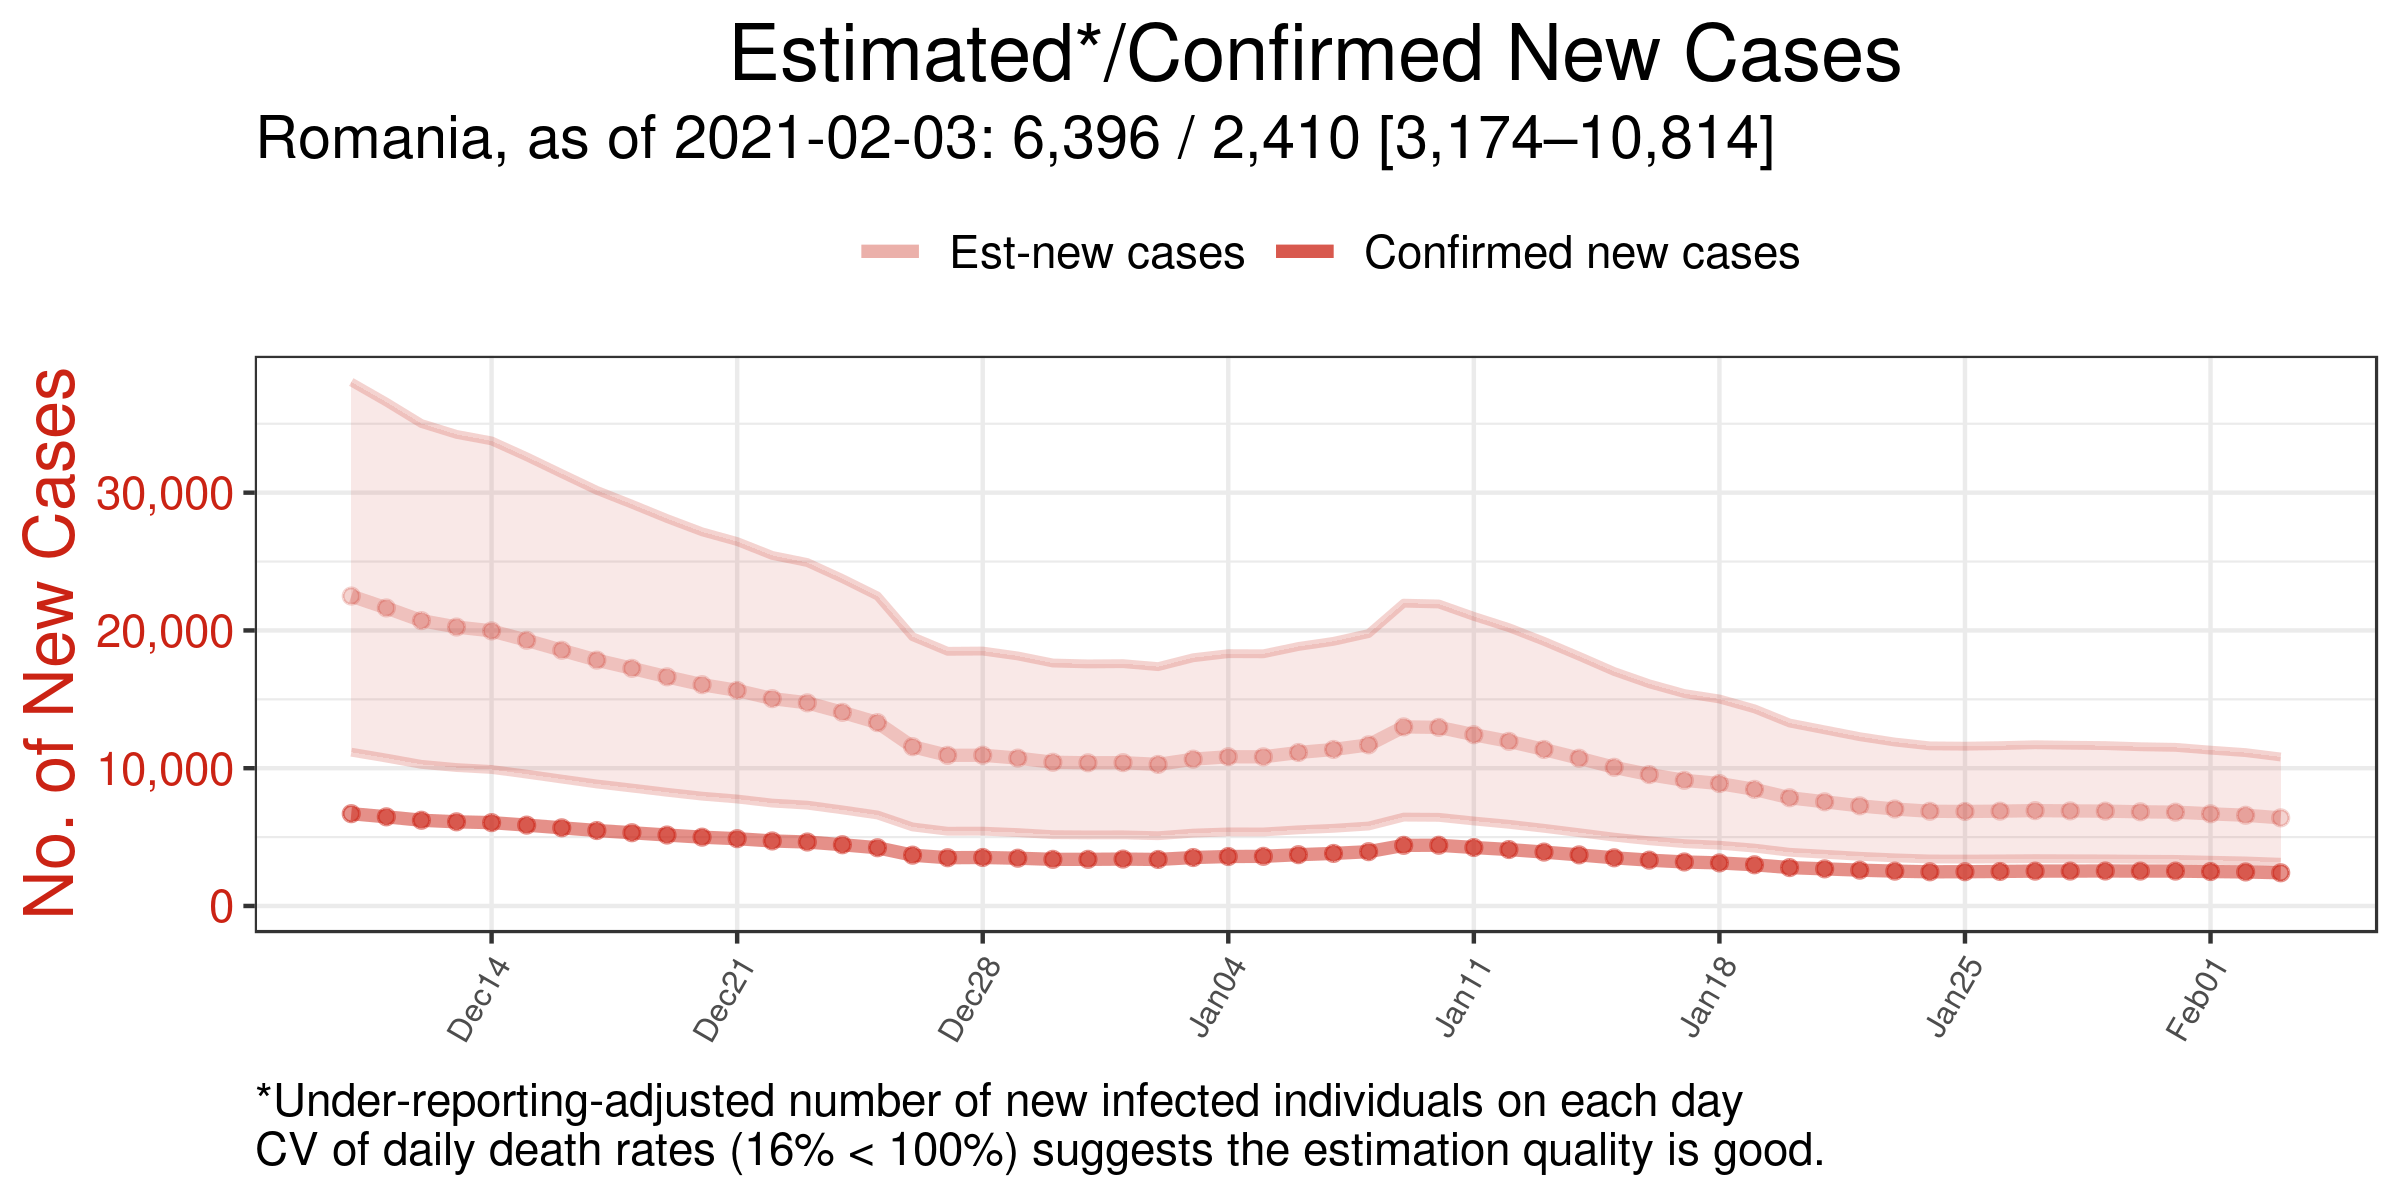 Estimated*/Confirmed New Cases
Romania, as of 2021-02-03: 6,396 / 2,410 [3,174–10,814]
Est-new cases
Confirmed new cases
No. of New Cases
30,000
20,000
10,000
0
Dec14
Dec21
Dec28
Jan04
Jan11
Jan18
Jan25
Feb01
*Under-reporting-adjusted number of new infected individuals on each day
CV of daily death rates (16% < 100%) suggests the estimation quality is good.